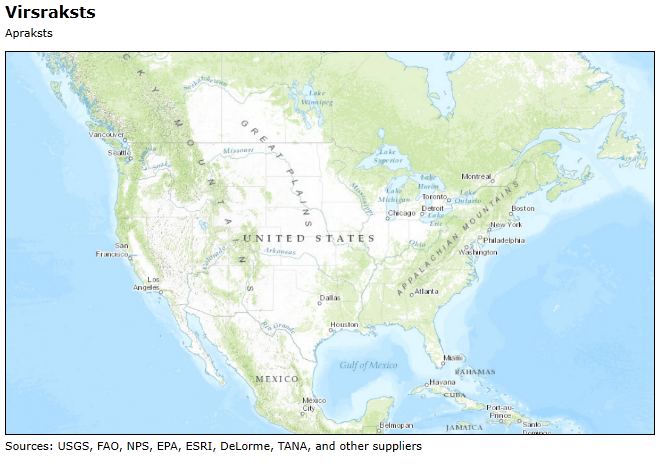 Virsraksts
Apraksts
ROCKY MOUNTAINS
Saskatchewan
Lake Winnipeg
Vancouver
Seattle
GREAT PLAINS
Missouri
Lake Superior
Montreal
Lake Huron
Toronto
Lake Ontario
Lake Michigan
Mississippi
Detroit
Chicago
Lake Erie
Boston
New York
Philadelphia
Washington
APPALACHIAN MOUNTAINS
UNITED STATES
Ohio
San Francisco
Colorado
Arkansas
Los Angeles
Atlanta
Dallas
Rio Grande
Houston
Gulf of Mexico
Miami
BAHAMAS
MEXICO
Havana
CUBA
Mexico City
Port-au-Prince
Santo Domingo
Belmopan
JAMAICA
Sources: USGS, FAO, NPS, EPA, ESRI, DeLorme, TANA, and other suppliers